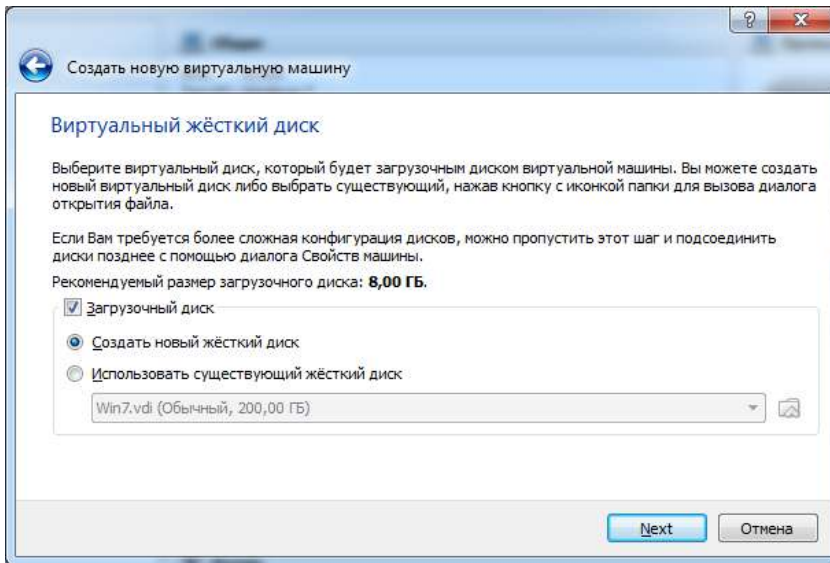 Создать новую виртуальную машину
Виртуальный жёсткий диск
Выберите виртуальный диск, который будет загрузочным диском виртуальной машины. Вы можете создать
новый виртуальный диск либо выбрать существующий, нажав кнопку с иконкой папки для вызова диалога
открытия файла.
Если Вам требуется более сложная конфигурация дисков, можно пропустить этот шаг и подсоединить
диски позднее с помощью диалога Свойств машины.
Рекомендуемый размер загрузочного диска: 8,00 ГБ.
Загрузочный диск
Создать новый жёсткий диск
Использовать существующий жёсткий диск
Win7.vdi (Обычный, 200,00 ГБ)
Next Отмена